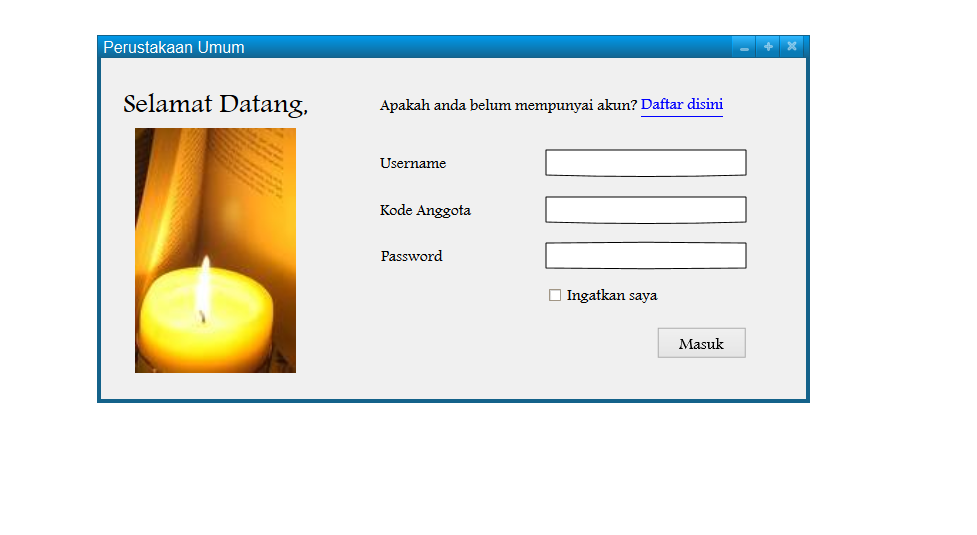 Perustakaan Umum
Selamat Datang,
Apakah anda belum mempunyai akun? Daftar disini
Username
Kode Anggota
Password
Ingatkan saya
Masuk